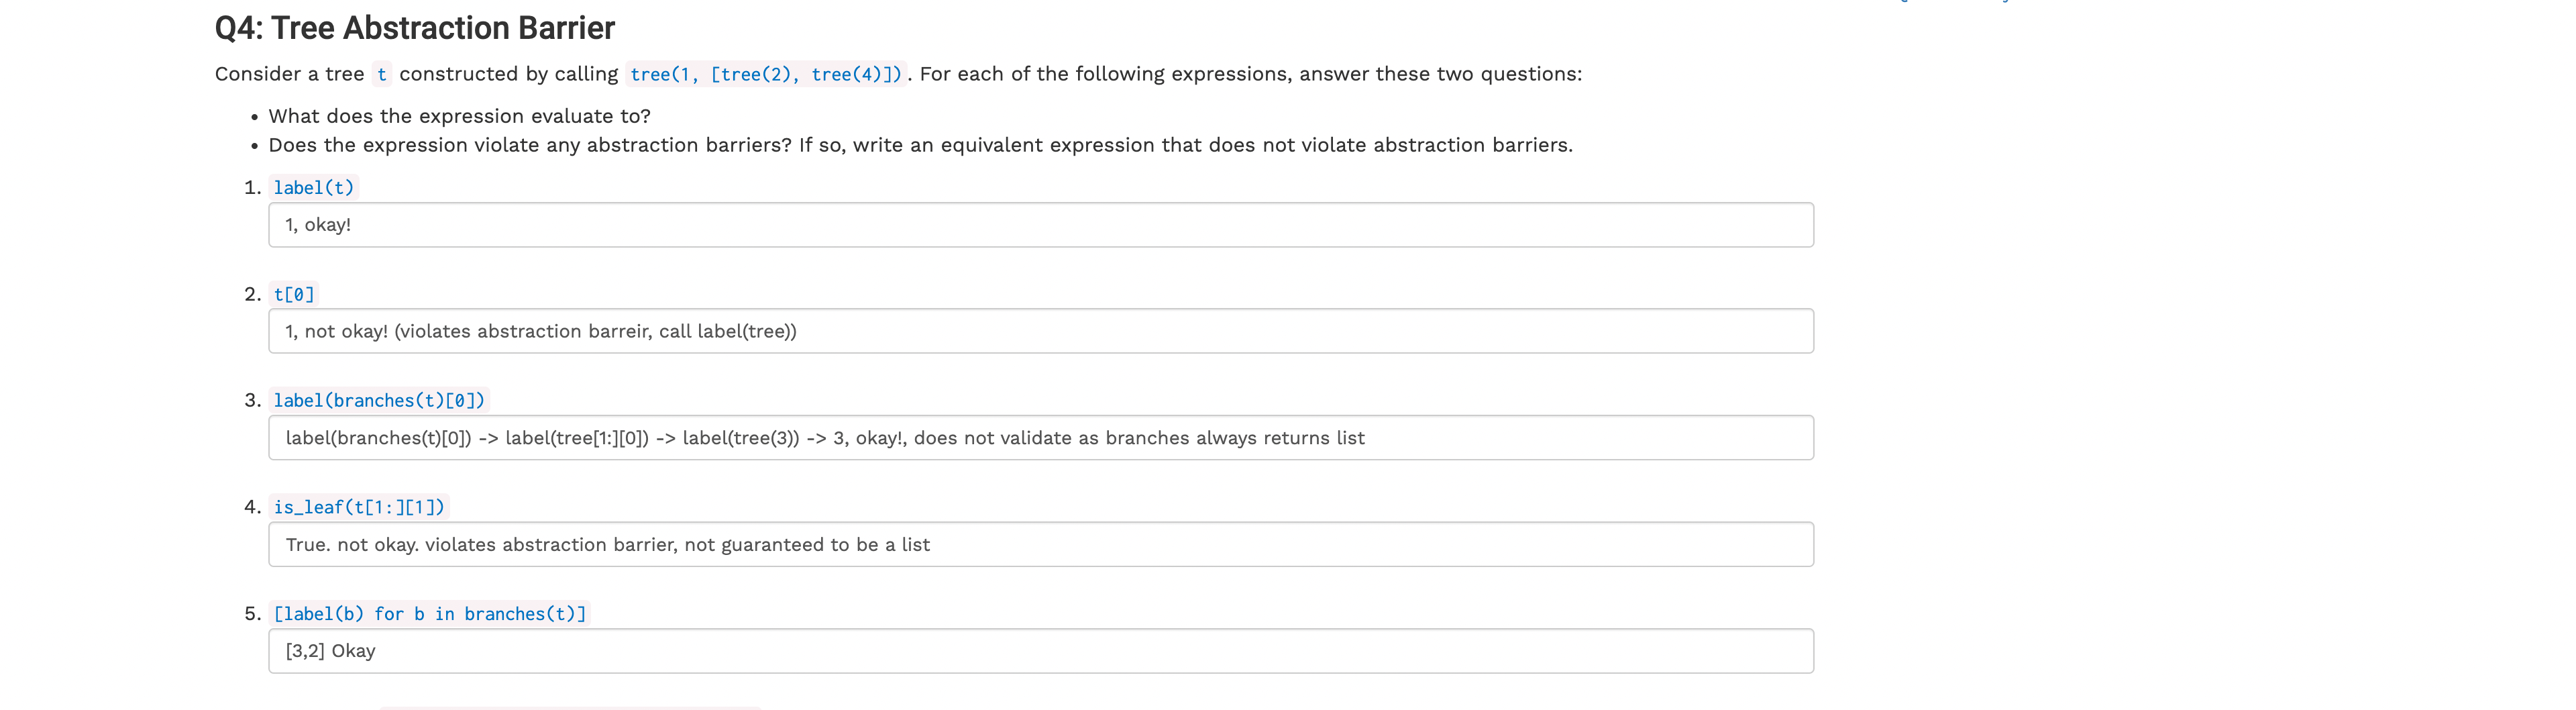 Q4: Tree Abstraction Barrier
Consider a tree t constructed by calling tree(1, [tree(2), tree(4)]). For each of the following expressions, answer these two questions:
• What does the expression evaluate to?
• Does the expression violate any abstraction barriers? If so, write an equivalent expression that does not violate abstraction barriers.
1. label(t)
1, okay!
2. t[0]
1, not okay! (violates abstraction barreir, call label(tree))
3. label(branches(t)[0])
label(branches(t)[0]) -> label(tree[1:][0]) -> label(tree(3)) -> 3, okay!, does not validate as branches always returns list
4. is_leaf(t[1:][1])
True. not okay. violates abstraction barrier, not guaranteed to be a list
5. [label(b) for b in branches(t)]
[3,2] Okay